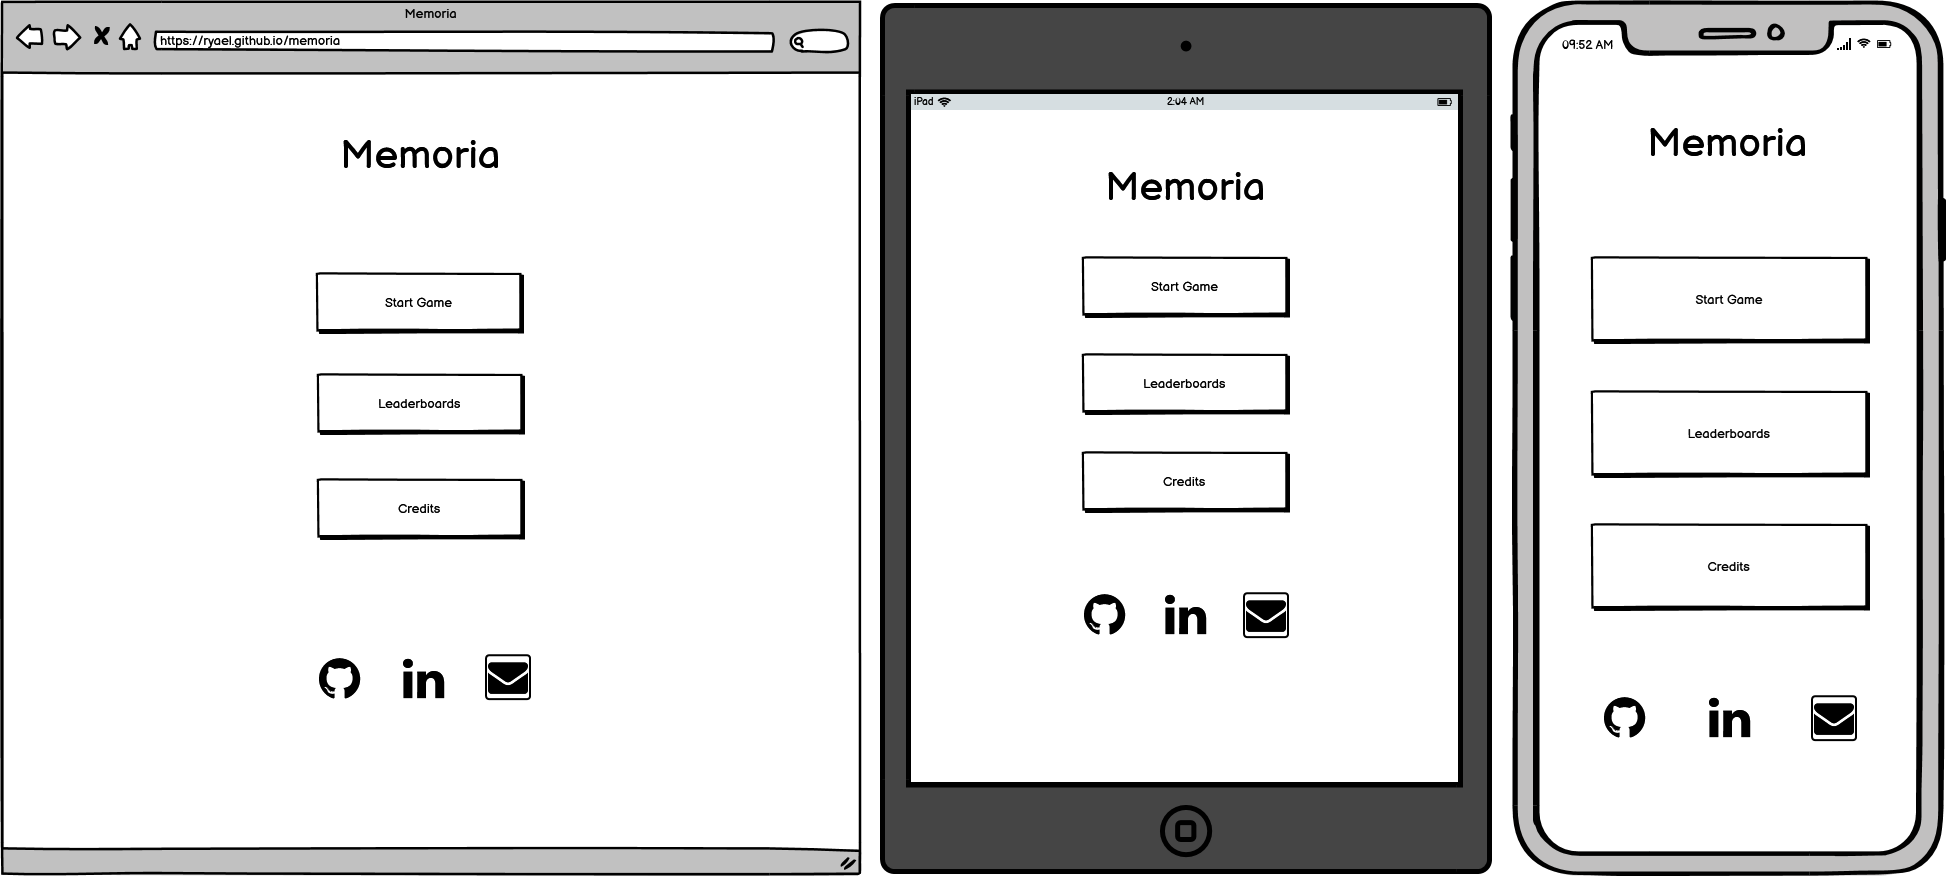 Memoria
https://ryael.github.io/memoria
Memoria
Start Game
Leaderboards
Credits
in
iPad
2:04 AM
Memoria
Start Game
Leaderboards
Credits
in
09:52 AM
Memoria
Start Game
Leaderboards
Credits
in